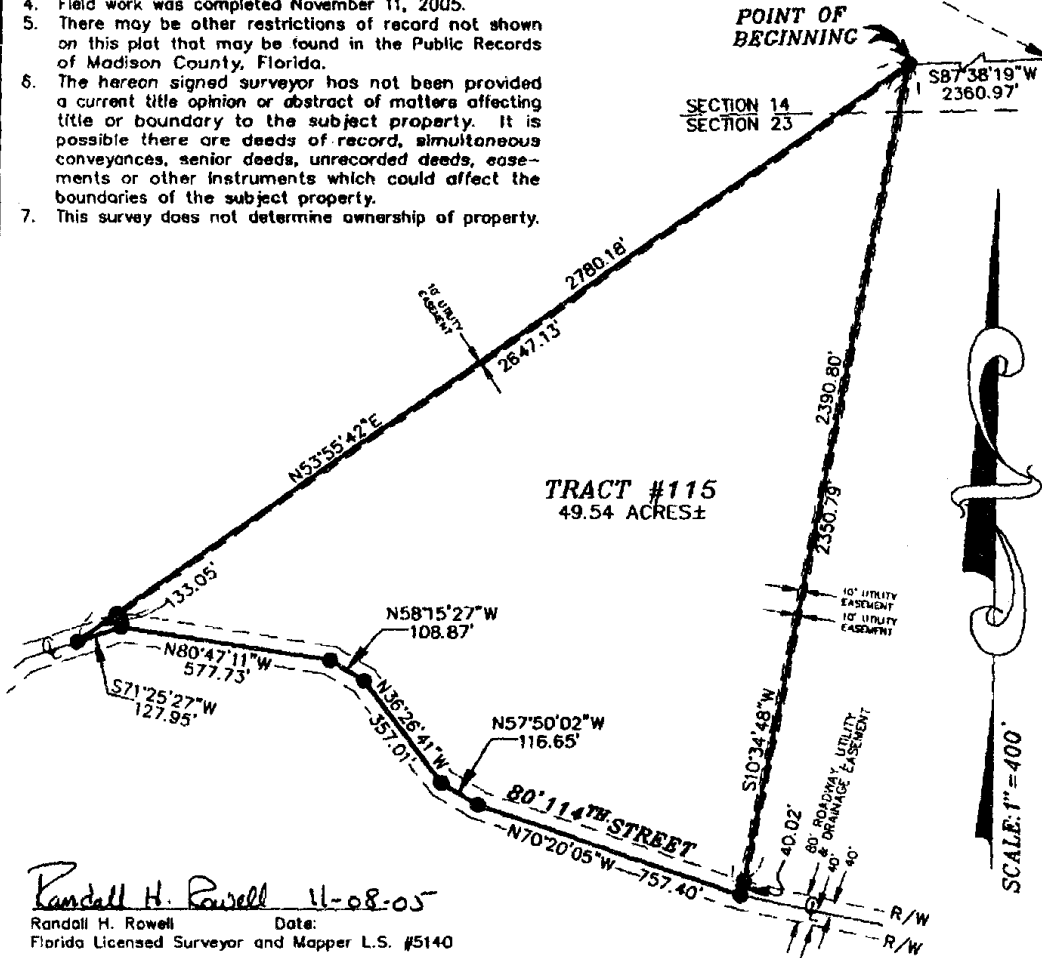 4. Field work was completed November 11, 2005.
5. There may be other restrictions of record not shown
on this plat that may be found in the Public Records
of Madison County, Florida.
6. The hereon signed surveyor has not been provided
a current title opinion or abstract of matters affecting
title or boundary to the subject property. It is
possible there are deeds of record, simultaneous
conveyances, senior deeds, unrecorded deeds, ease-
ments or other instruments which could affect the
boundaries of the subject property.
7. This survey does not determine ownership of property.
POINT OF
BEGINNING
S87°38'19"W
2360.97'
SECTION 14
SECTION 23
2780.18'
10' UTILITY
EASEMENT
2647.13'
N53°55'42"E
2390.80'
2350.79'
TRACT #115
49.54 ACRES±
10' UTILITY
EASEMENT
10' UTILITY
EASEMENT
133.05'
N58°15'27"W
108.87'
N80°47'11"W
577.73'
S71°25'27"W
127.95'
N36°26'41"W
357.01'
N57°50'02"W
116.65'
S10°34'48"W
80' 114TH STREET
N70°20'05"W
757.40'
40.02'
80' ROADWAY, UTILITY
& DRAINAGE EASEMENT
40'
40'
R/W
R/W
SCALE: 1" = 400'
Randall H. Rowell 11-08-05
Randall H. Rowell Date:
Florida Licensed Surveyor and Mapper L.S. #5140